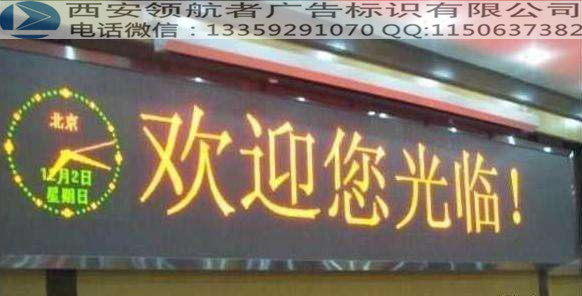 西安领航者广告标识有限公司
电话微信：13359291070 QQ:1150637382
北京
12月2日
星期日
欢迎您光临！